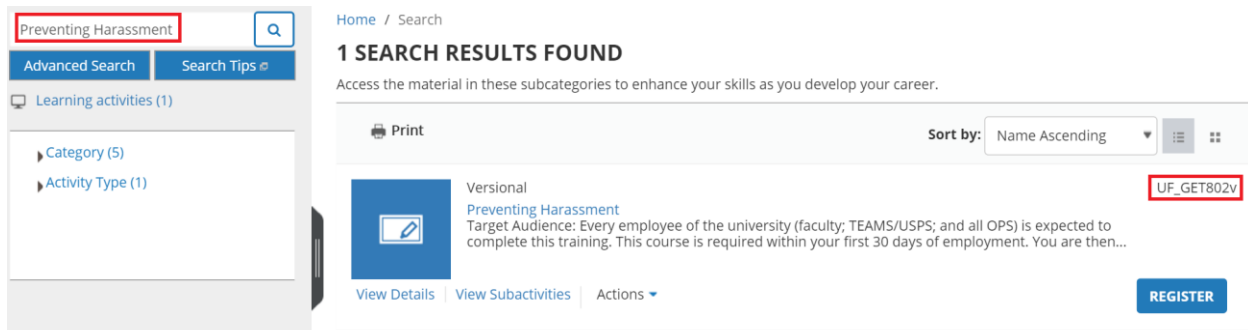 Preventing Harassment
Advanced Search
Search Tips
Learning activities (1)
Category (5)
Activity Type (1)
Home / Search
1 SEARCH RESULTS FOUND
Access the material in these subcategories to enhance your skills as you develop your career.
Print
Sort by:
Name Ascending
Versional
UF_GET802v
Preventing Harassment
Target Audience: Every employee of the university (faculty; TEAMS/USPS; and all OPS) is expected to
complete this training. This course is required within your first 30 days of employment. You are then...
View Details
View Subactivities
Actions
REGISTER